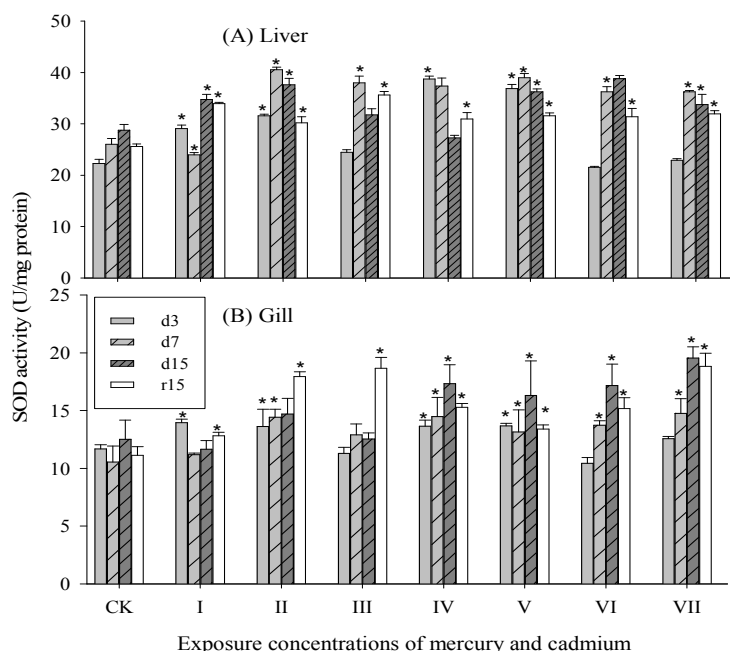 50
(A) Liver
40
30
20
10
0
SOD activity (U/mg protein)
25
(B) Gill
20
15
10
5
0
d3
d7
d15
r15
* * * * * * * * * * * * * * * * * * * *
* * * * * * * * * * * * * * * * * * *
CK I II III IV V VI VII
Exposure concentrations of mercury and cadmium